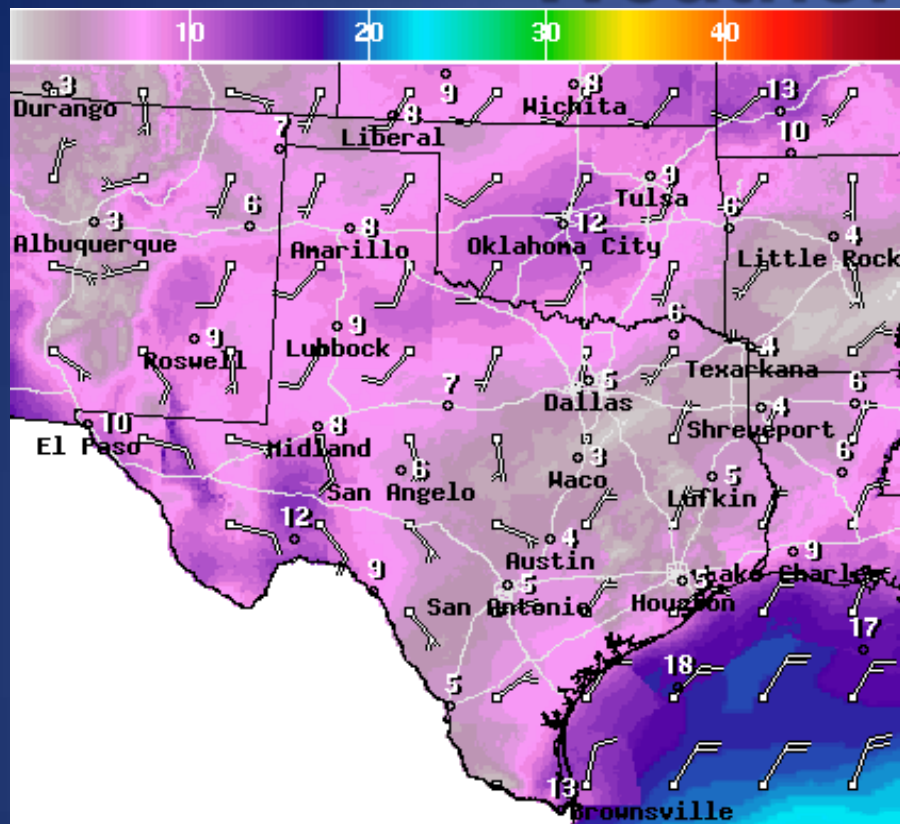 10 20 30 40
3 9 8 13
Durango Wichita
7 8 10
Liberal
9
Tulsa
3 6 8 12 6 4
Albuquerque Amarillo Oklahoma City Little Rock
9 9 6
Roswell Lubbock 4
Texarkana
7 5 6
Dallas 4
10 8 Shreveport
El Paso Midland 3 6
6 Waco 5
San Angelo Lufkin
12 4 9
Austin
9 5 5 Lake Charles
San Antonio Houston
17
5 18
13
Brownsville